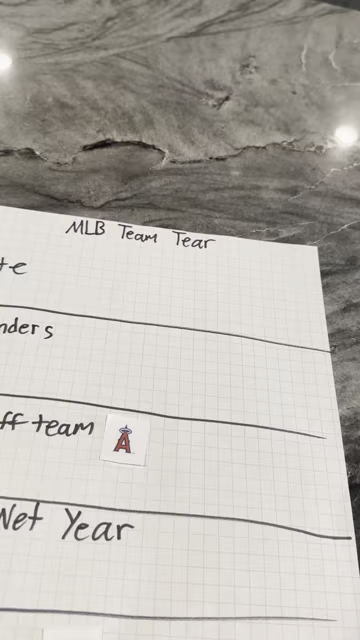 MLB Team Tear
te
nders
ff team A
Net Year